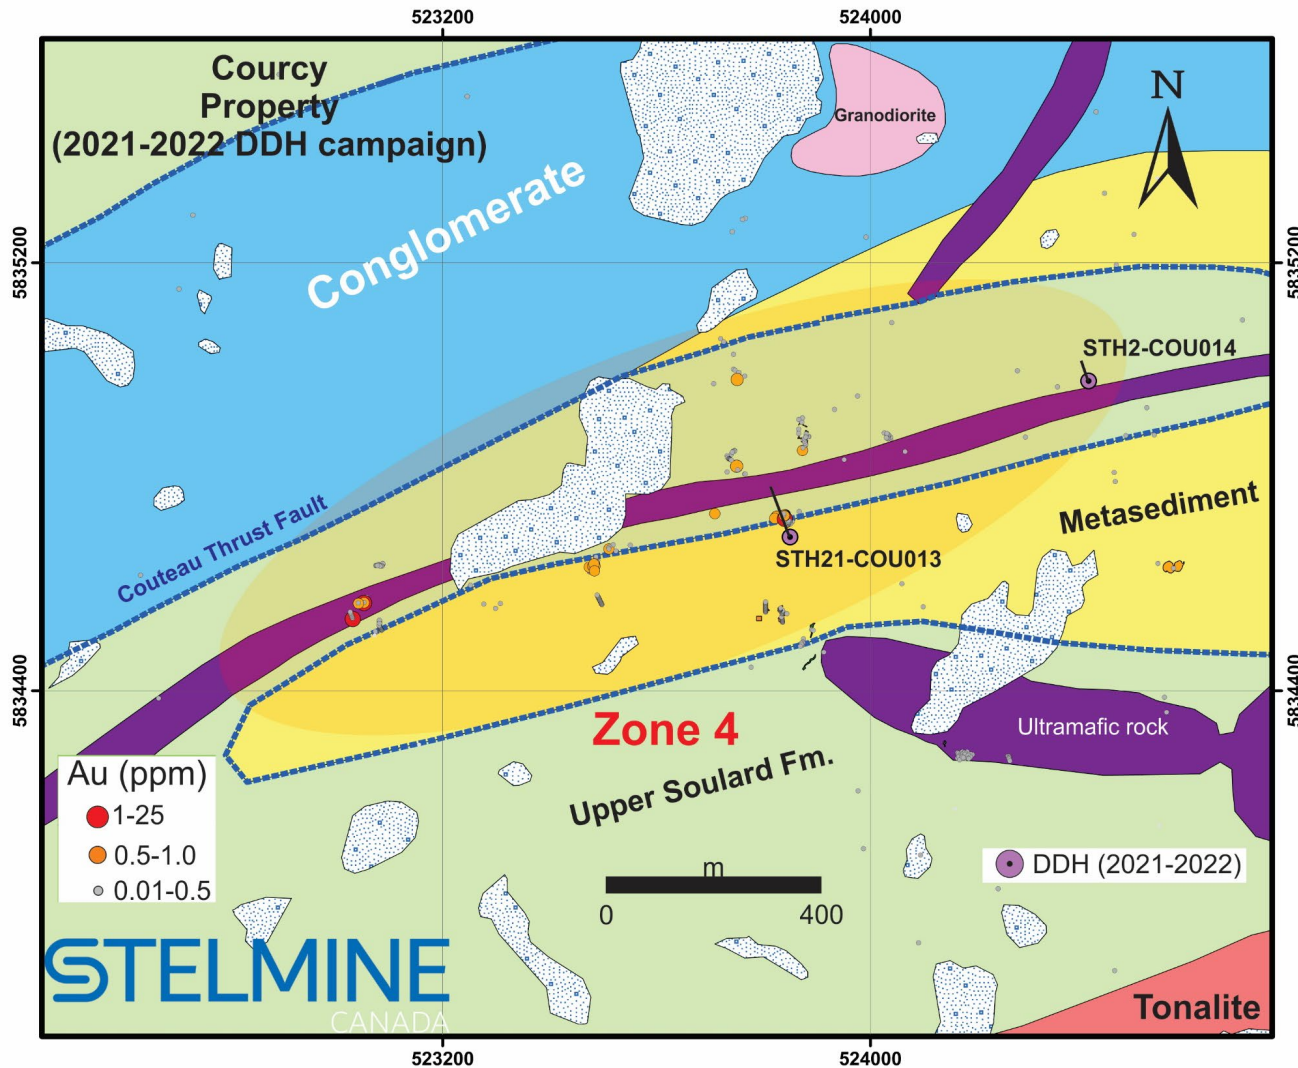 523200
524000
Courcy
Property
(2021-2022 DDH campaign)
N
Granodiorite
Conglomerate
5835200
5835200
STH2-COU014
Couteau Thrust Fault
Metasediment
STH21-COU013
5834400
5834400
Zone 4
Ultramafic rock
Upper Soulard Fm.
Au (ppm)
1-25
0.5-1.0
0.01-0.5
m
0 400
DDH (2021-2022)
STELMINE
CANADA
Tonalite
523200
524000